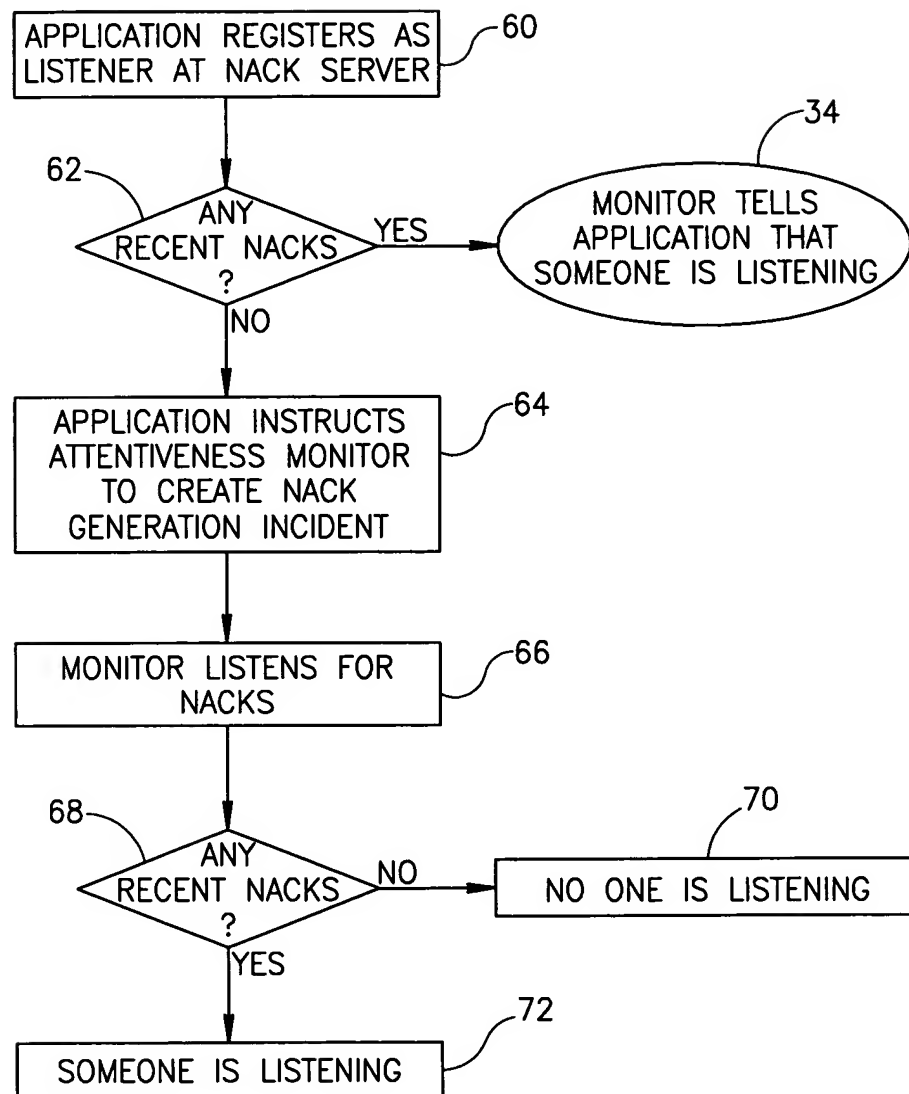 APPLICATION REGISTERS AS
LISTENER AT NACK SERVER
60
62
ANY
RECENT NACKS
?
YES
34
MONITOR TELLS
APPLICATION THAT
SOMEONE IS LISTENING
NO
APPLICATION INSTRUCTS
ATTENTIVENESS MONITOR
TO CREATE NACK
GENERATION INCIDENT
64
MONITOR LISTENS FOR
NACKS
66
68
ANY
RECENT NACKS
?
NO
70
NO ONE IS LISTENING
YES
72
SOMEONE IS LISTENING